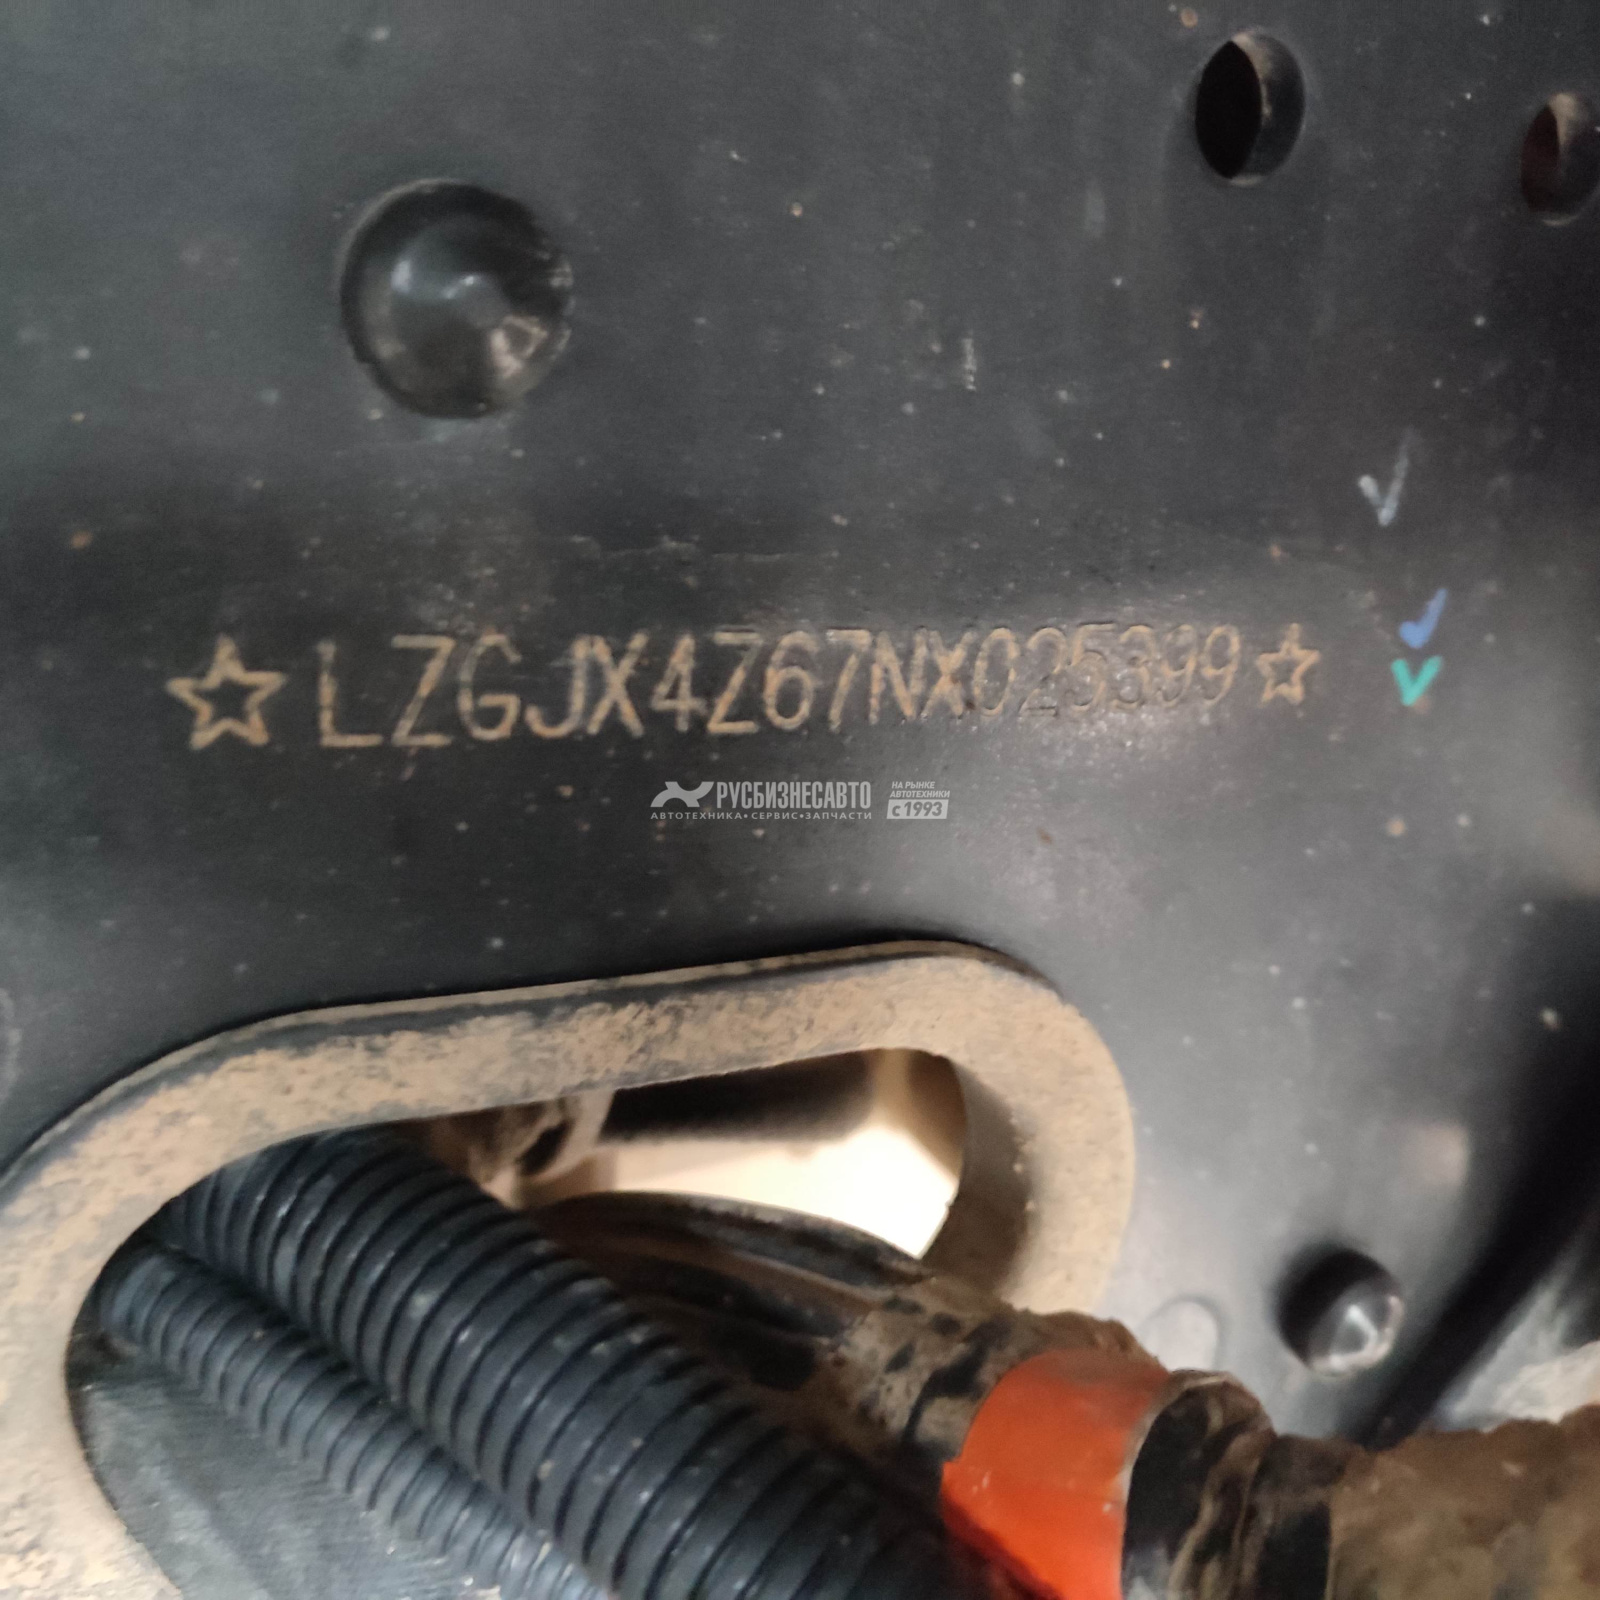 ☆LZGJX4Z67NX025399☆
РУСБИЗНЕСАВТО
АВТОТЕХНИКА•СЕРВИС•ЗАПЧАСТИ
НА РЫНКЕ
АВТОТЕХНИКИ
с 1993